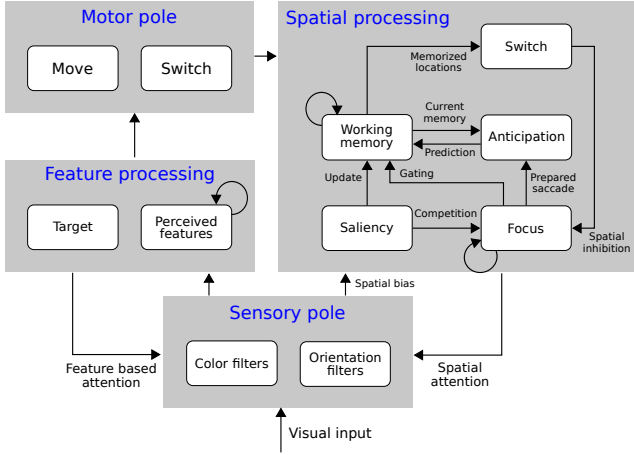 Motor pole
Move
Switch
Spatial processing
Switch
Memorized
locations
Working
memory
Current
memory
Prediction
Anticipation
Update
Gating
Prepared
saccade
Saliency
Competition
Focus
Spatial
inhibition
Feature processing
Target
Perceived
features
Spatial bias
Sensory pole
Color filters
Orientation
filters
Feature based
attention
Spatial
attention
Visual input